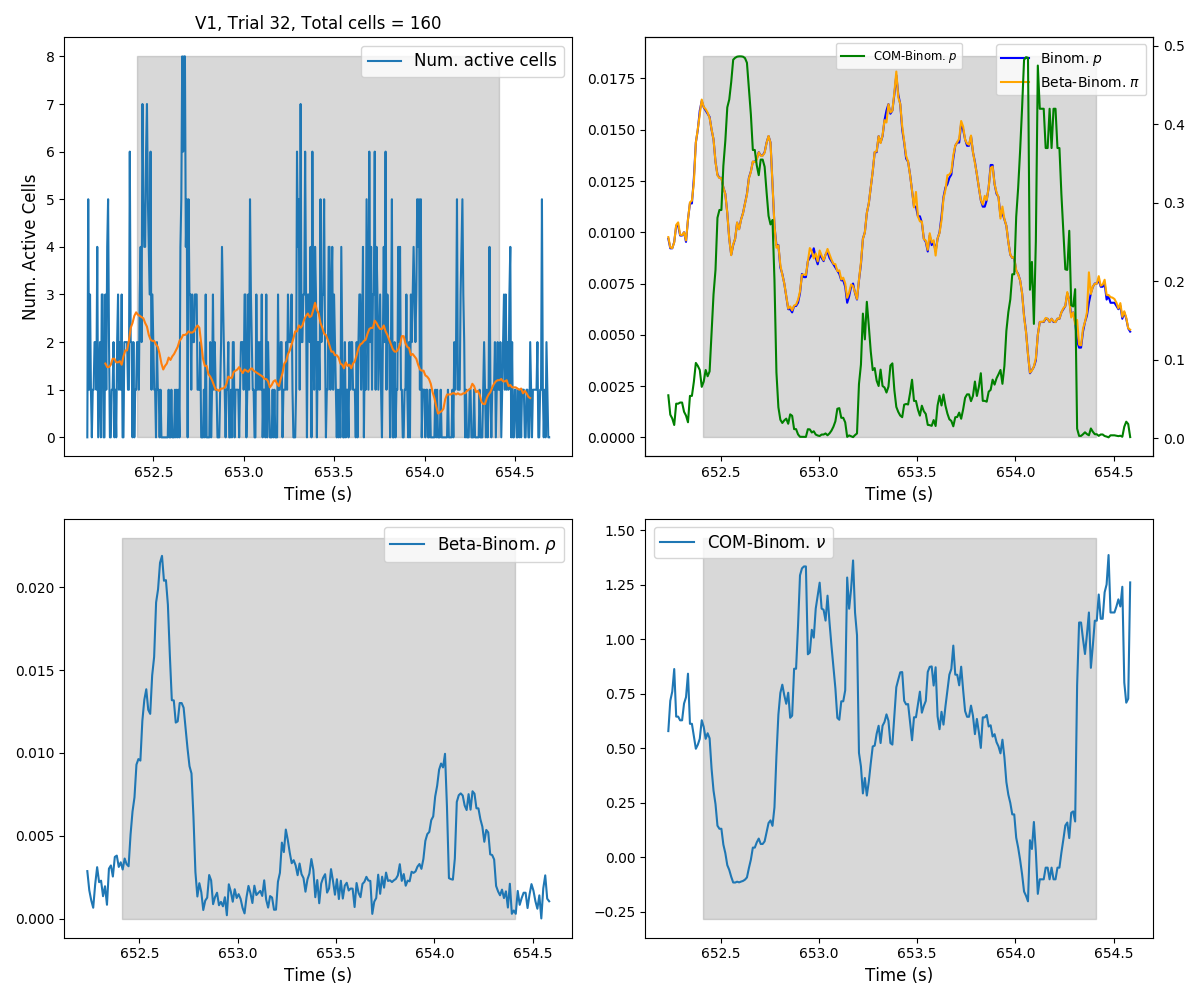 V1, Trial 32, Total cells = 160
Num. Active Cells
8
7
6
5
4
3
2
1
0
Num. active cells
652.5 653.0 653.5 654.0 654.5
Time (s)
0.0175
0.0150
0.0125
0.0100
0.0075
0.0050
0.0025
0.0000
COM-Binom. p
Binom. p
Beta-Binom. π
0.5
0.4
0.3
0.2
0.1
0.0
652.5 653.0 653.5 654.0 654.5
Time (s)
0.020
0.015
0.010
0.005
0.000
Beta-Binom. ρ
652.5 653.0 653.5 654.0 654.5
Time (s)
1.50
1.25
1.00
0.75
0.50
0.25
0.00
−0.25
COM-Binom. ν
652.5 653.0 653.5 654.0 654.5
Time (s)